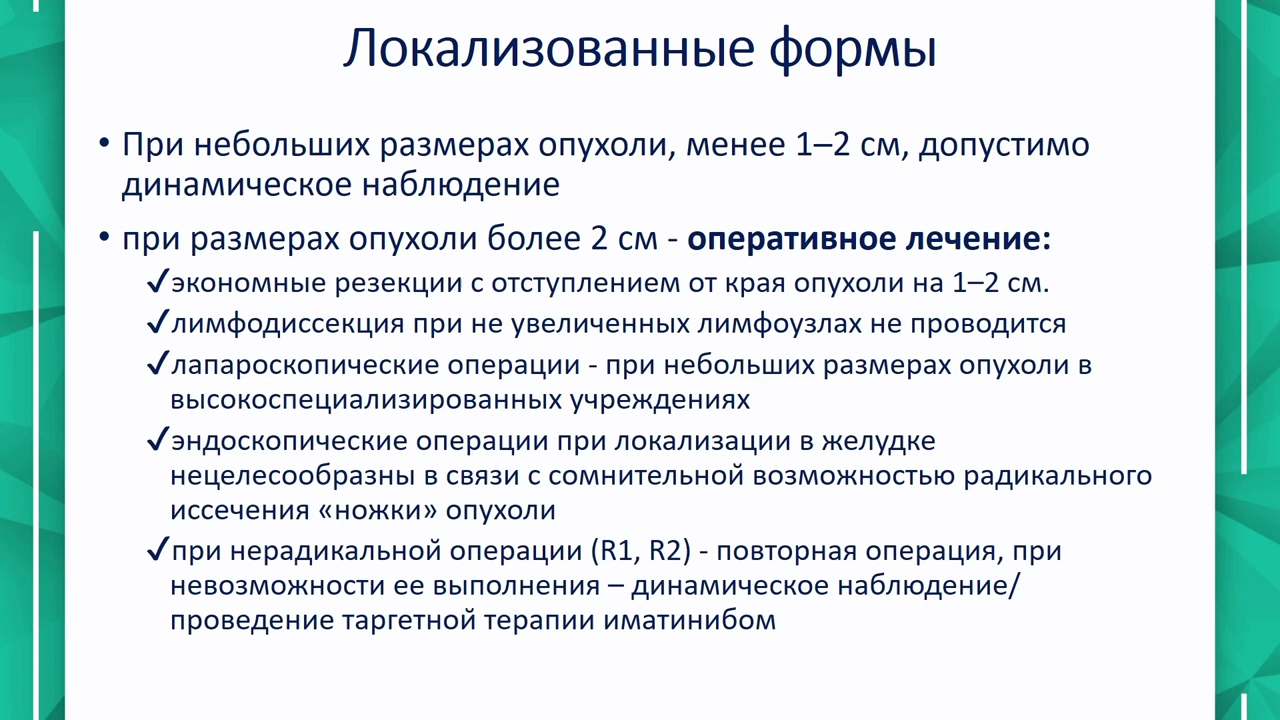 Локализованные формы
• При небольших размерах опухоли, менее 1–2 см, допустимо
динамическое наблюдение
• при размерах опухоли более 2 см - оперативное лечение:
✓экономные резекции с отступлением от края опухоли на 1–2 см.
✓лимфодиссекция при не увеличенных лимфоузлах не проводится
✓лапароскопические операции - при небольших размерах опухоли в
высокоспециализированных учреждениях
✓эндоскопические операции при локализации в желудке
нецелесообразны в связи с сомнительной возможностью радикального
иссечения «ножки» опухоли
✓при нерадикальной операции (R1, R2) - повторная операция, при
невозможности ее выполнения – динамическое наблюдение/
проведение таргетной терапии иматинибом